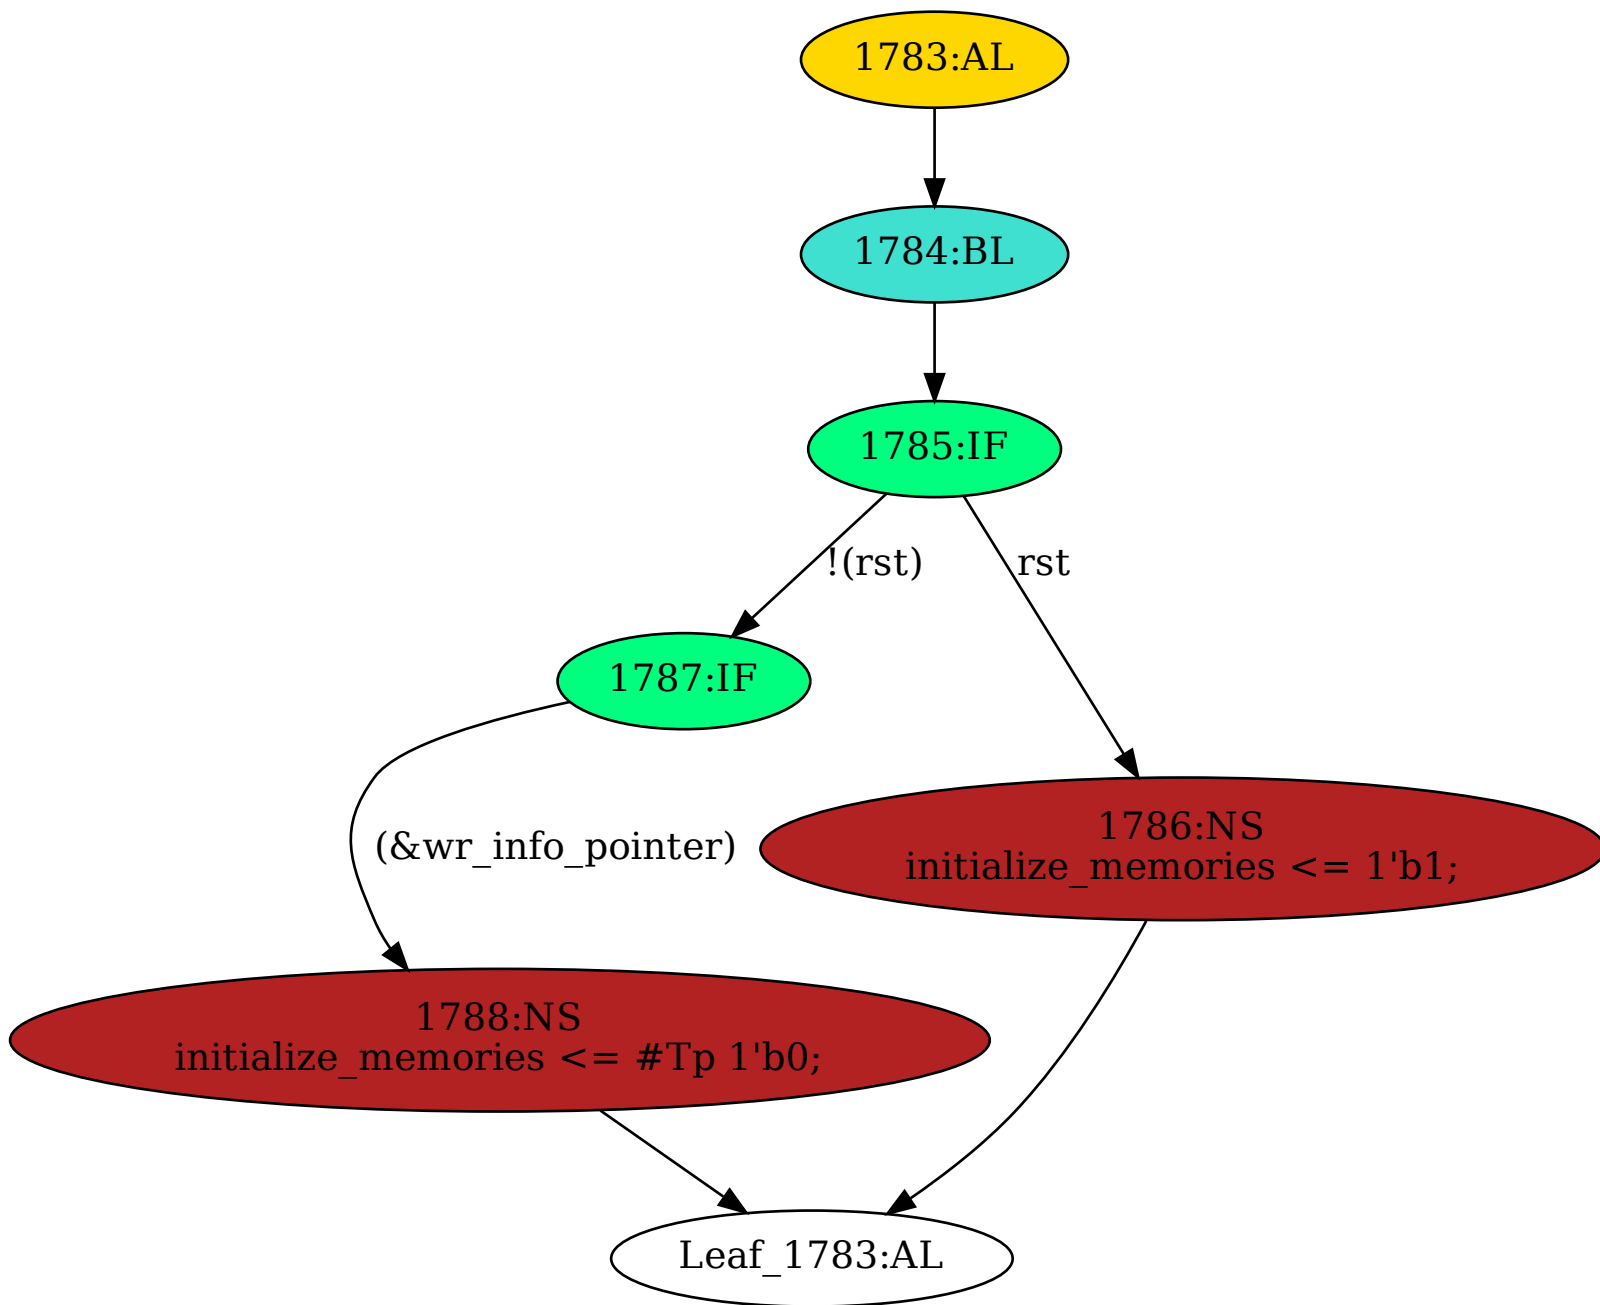 1783:AL
1784:BL
1785:IF
!(rst)
rst
1787:IF
(&wr_info_pointer)
1786:NS
initialize_memories <= 1'b1;
1788:NS
initialize_memories <= #Tp 1'b0;
Leaf_1783:AL